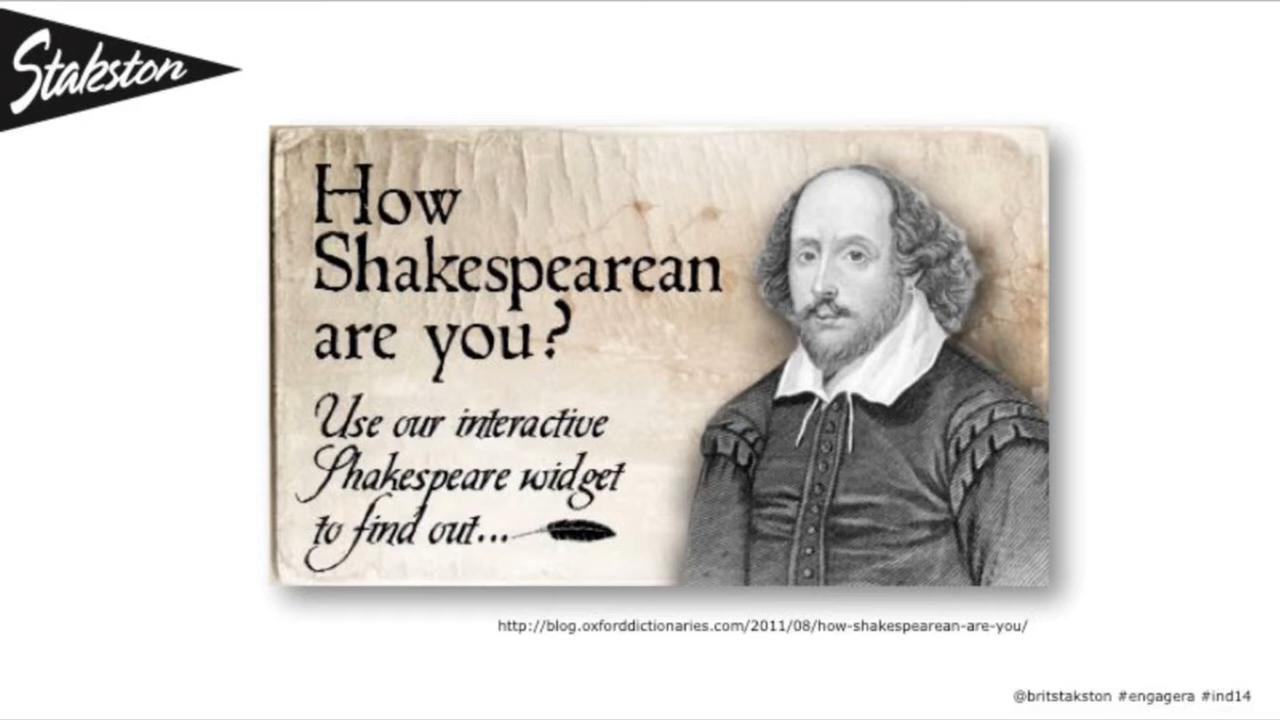 Stakston
How
Shakespearean
are you?
Use our interactive
Shakespeare widget
to find out...
http://blog.oxforddictionaries.com/2011/08/how-shakespearean-are-you/
@britstakston #engagera #ind14